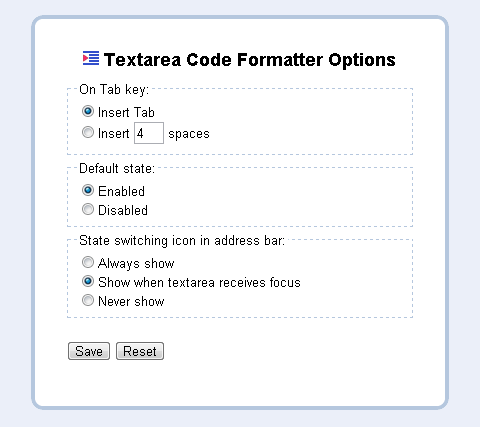 Textarea Code Formatter Options
On Tab key:
Insert Tab
Insert 4 spaces
Default state:
Enabled
Disabled
State switching icon in address bar:
Always show
Show when textarea receives focus
Never show
Save Reset